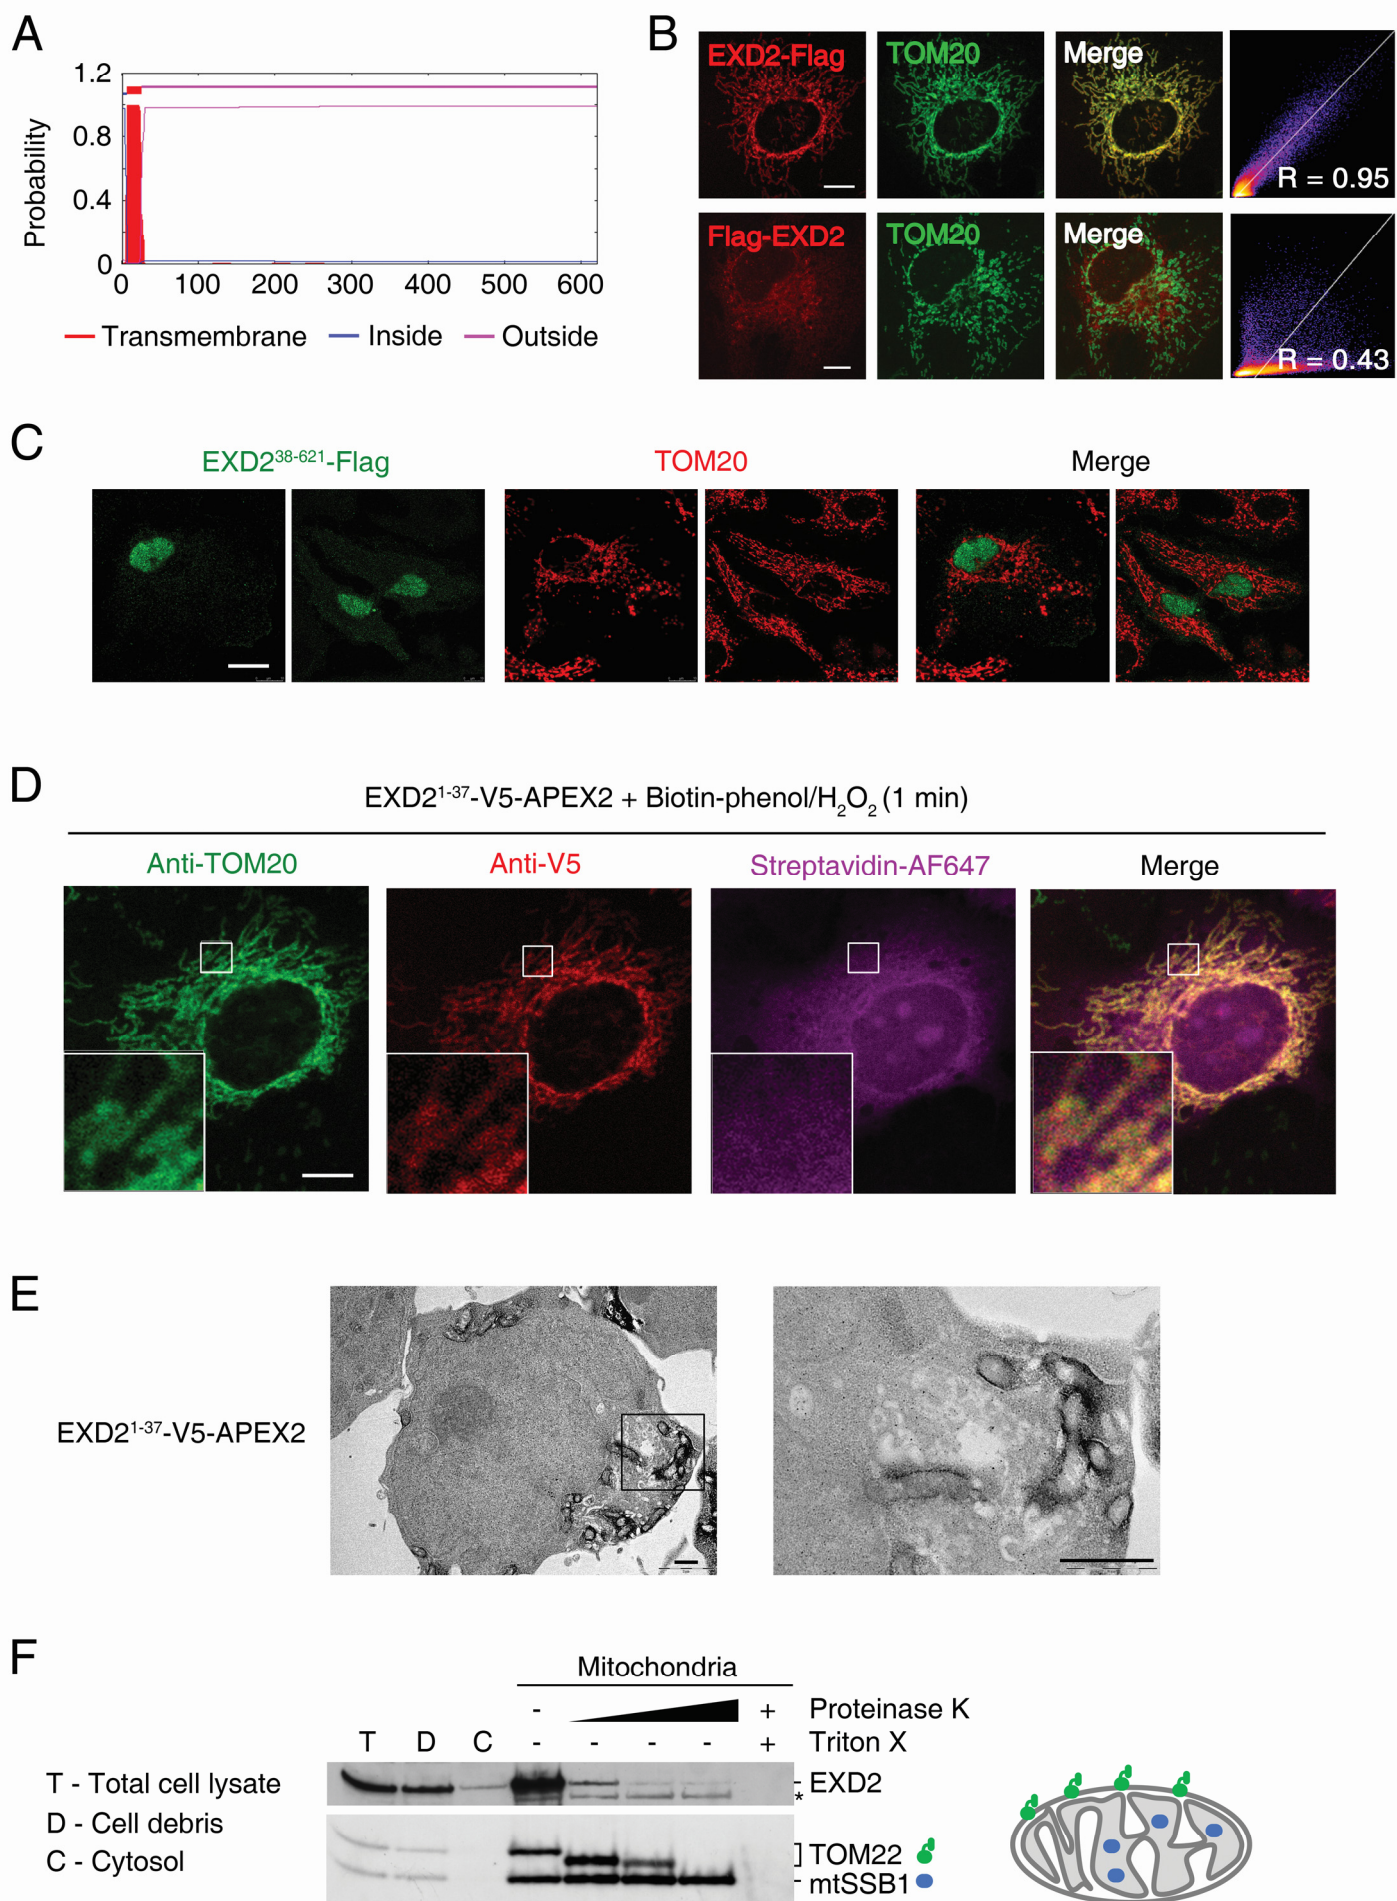 A
1.2
0.8
0.4
0
Probability
0 100 200 300 400 500 600
Transmembrane Inside Outside
B
EXD2-Flag TOM20 Merge
R = 0.95
Flag-EXD2 TOM20 Merge
R = 0.43
C
EXD2³⁸⁻⁶²¹-Flag TOM20 Merge
D
EXD2¹⁻³⁷-V5-APEX2 + Biotin-phenol/H₂O₂ (1 min)
Anti-TOM20 Anti-V5 Streptavidin-AF647 Merge
E
EXD2¹⁻³⁷-V5-APEX2
F
Mitochondria
- + Proteinase K
T D C - - - - + Triton X
T - Total cell lysate
D - Cell debris
C - Cytosol
EXD2
*
TOM22
mtSSB1